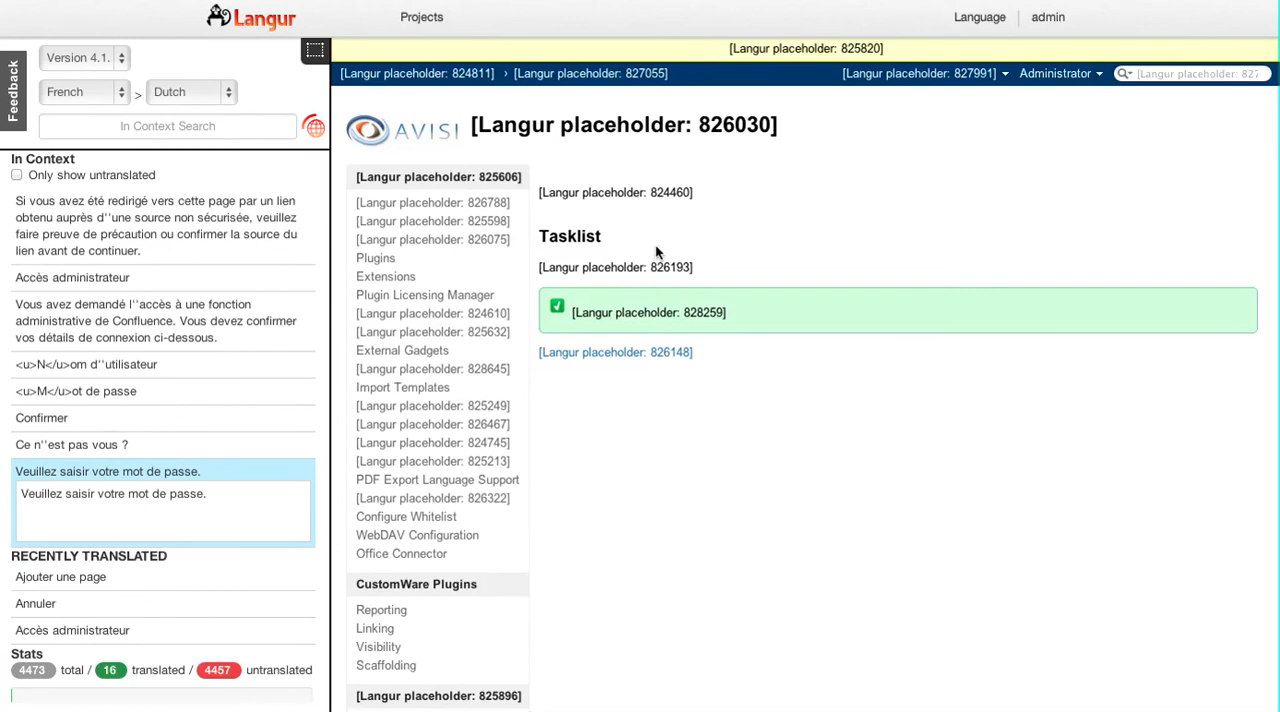 Langur
Projects
Language
admin
Feedback
Version 4.1.
French > Dutch
In Context Search
In Context
Only show untranslated
Si vous avez été redirigé vers cette page par un lien
obtenu auprès d''une source non sécurisée, veuillez
faire preuve de précaution ou confirmer la source du
lien avant de continuer.
Accès administrateur
Vous avez demandé l''accès à une fonction
administrative de Confluence. Vous devez confirmer
vos détails de connexion ci-dessous.
<u>N</u>om d''utilisateur
<u>M</u>ot de passe
Confirmer
Ce n''est pas vous ?
Veuillez saisir votre mot de passe.
Veuillez saisir votre mot de passe.
RECENTLY TRANSLATED
Ajouter une page
Annuler
Accès administrateur
Stats
4473 total / 16 translated / 4457 untranslated
[Langur placeholder: 825820]
[Langur placeholder: 824811] › [Langur placeholder: 827055]
[Langur placeholder: 827991]
Administrator
[Langur placeholder: 827
AVISI
[Langur placeholder: 826030]
[Langur placeholder: 825606]
[Langur placeholder: 826788]
[Langur placeholder: 825598]
[Langur placeholder: 826075]
Plugins
Extensions
Plugin Licensing Manager
[Langur placeholder: 824610]
[Langur placeholder: 825632]
External Gadgets
[Langur placeholder: 828645]
Import Templates
[Langur placeholder: 825249]
[Langur placeholder: 826467]
[Langur placeholder: 824745]
[Langur placeholder: 825213]
PDF Export Language Support
[Langur placeholder: 826322]
Configure Whitelist
WebDAV Configuration
Office Connector
CustomWare Plugins
Reporting
Linking
Visibility
Scaffolding
[Langur placeholder: 825896]
[Langur placeholder: 824460]
Tasklist
[Langur placeholder: 826193]
[Langur placeholder: 828259]
[Langur placeholder: 826148]